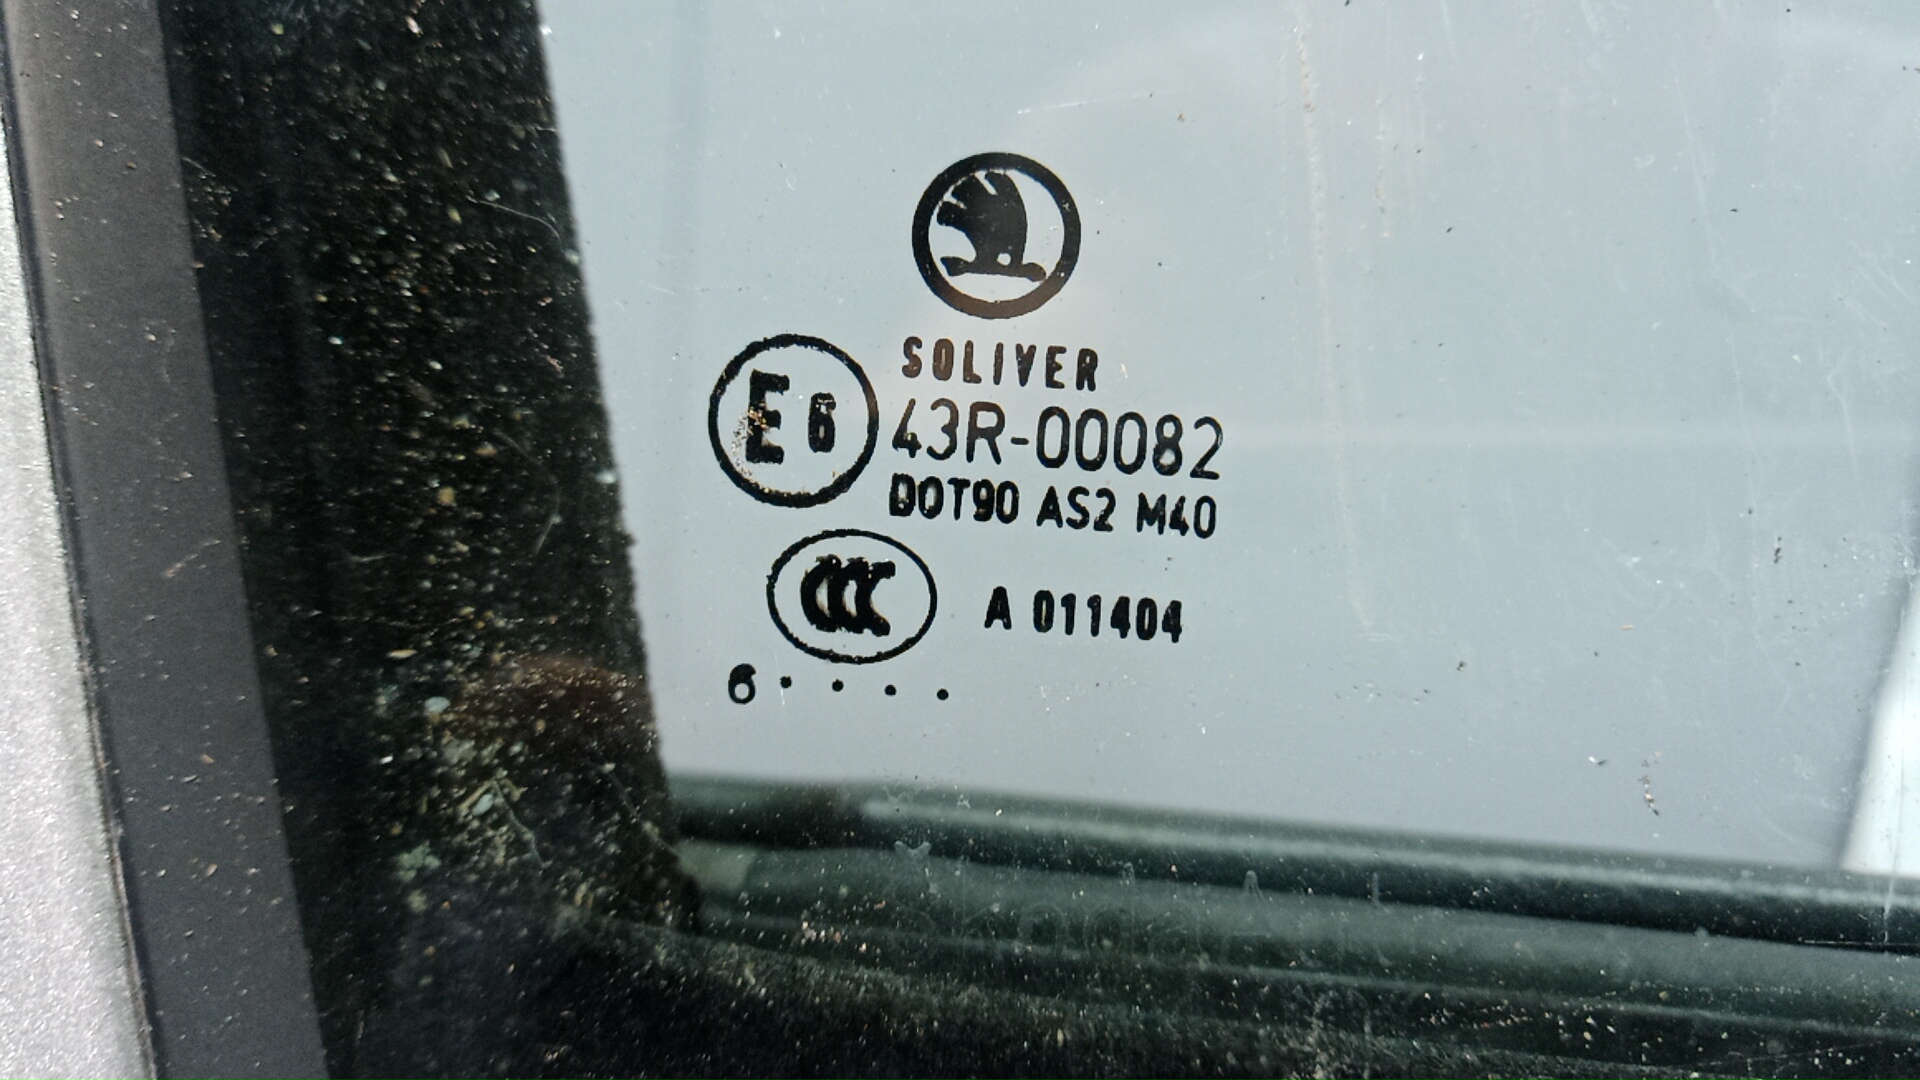 SOLIVER
E6 43R-00082
DOT90 AS2 M40
CCC A 011404
6 . . . .